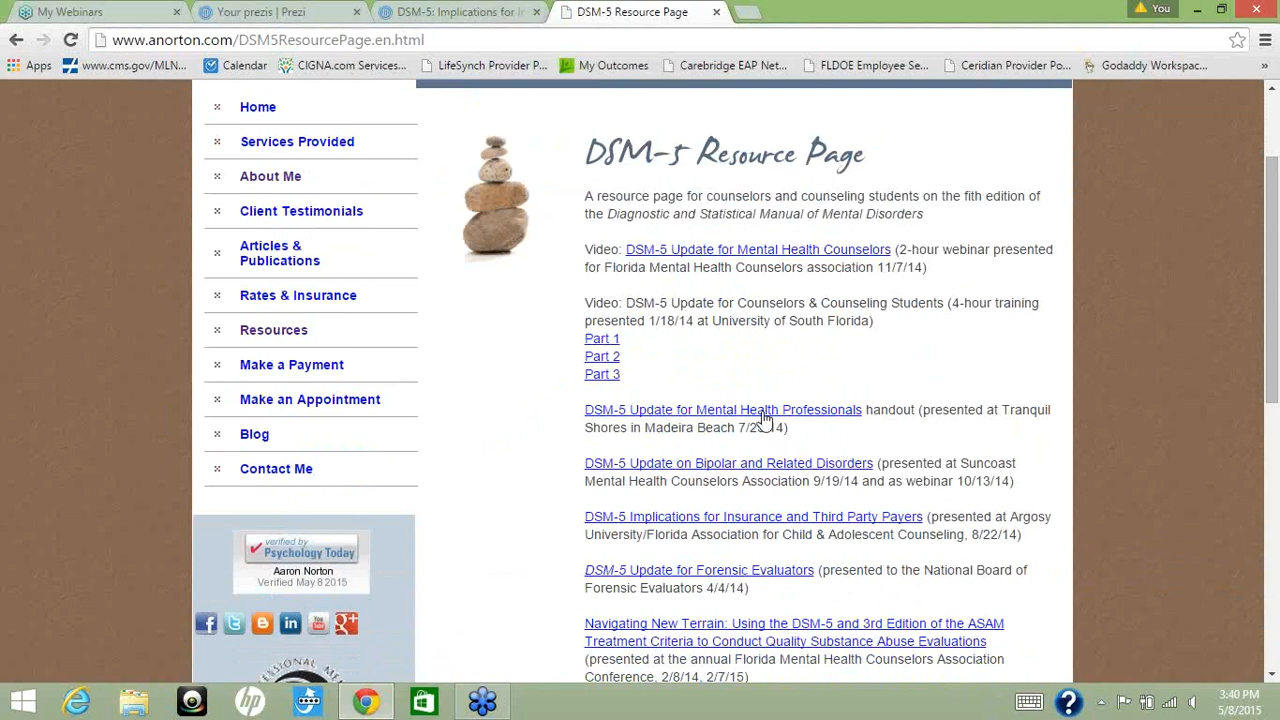 My Webinars
Your prezis | Prezi
DSM-5: Implications for In
DSM-5 Resource Page
You
www.anorton.com/DSM5ResourcePage.en.html
Apps
www.cms.gov/MLN...
Calendar
CIGNA.com Services...
LifeSynch Provider P...
My Outcomes
Carebridge EAP Net...
FLDOE Employee Se...
Ceridian Provider Po...
Godaddy Workspac...
Home
Services Provided
About Me
Client Testimonials
Articles &
Publications
Rates & Insurance
Resources
Make a Payment
Make an Appointment
Blog
Contact Me
verified by
Psychology Today
Aaron Norton
Verified May 8 2015
DSM-5 Resource Page
A resource page for counselors and counseling students on the fith edition of
the Diagnostic and Statistical Manual of Mental Disorders
Video: DSM-5 Update for Mental Health Counselors (2-hour webinar presented
for Florida Mental Health Counselors association 11/7/14)
Video: DSM-5 Update for Counselors & Counseling Students (4-hour training
presented 1/18/14 at University of South Florida)
Part 1
Part 2
Part 3
DSM-5 Update for Mental Health Professionals handout (presented at Tranquil
Shores in Madeira Beach
DSM-5 Update on Bipolar and Related Disorders (presented at Suncoast
Mental Health Counselors Association 9/19/14 and as webinar 10/13/14)
DSM-5 Implications for Insurance and Third Party Payers (presented at Argosy
University/Florida Association for Child & Adolescent Counseling, 8/22/14)
DSM-5 Update for Forensic Evaluators (presented to the National Board of
Forensic Evaluators 4/4/14)
Navigating New Terrain: Using the DSM-5 and 3rd Edition of the ASAM
Treatment Criteria to Conduct Quality Substance Abuse Evaluations
(presented at the annual Florida Mental Health Counselors Association
Conference, 2/8/14, 2/7/15)
3:40 PM
5/8/2015